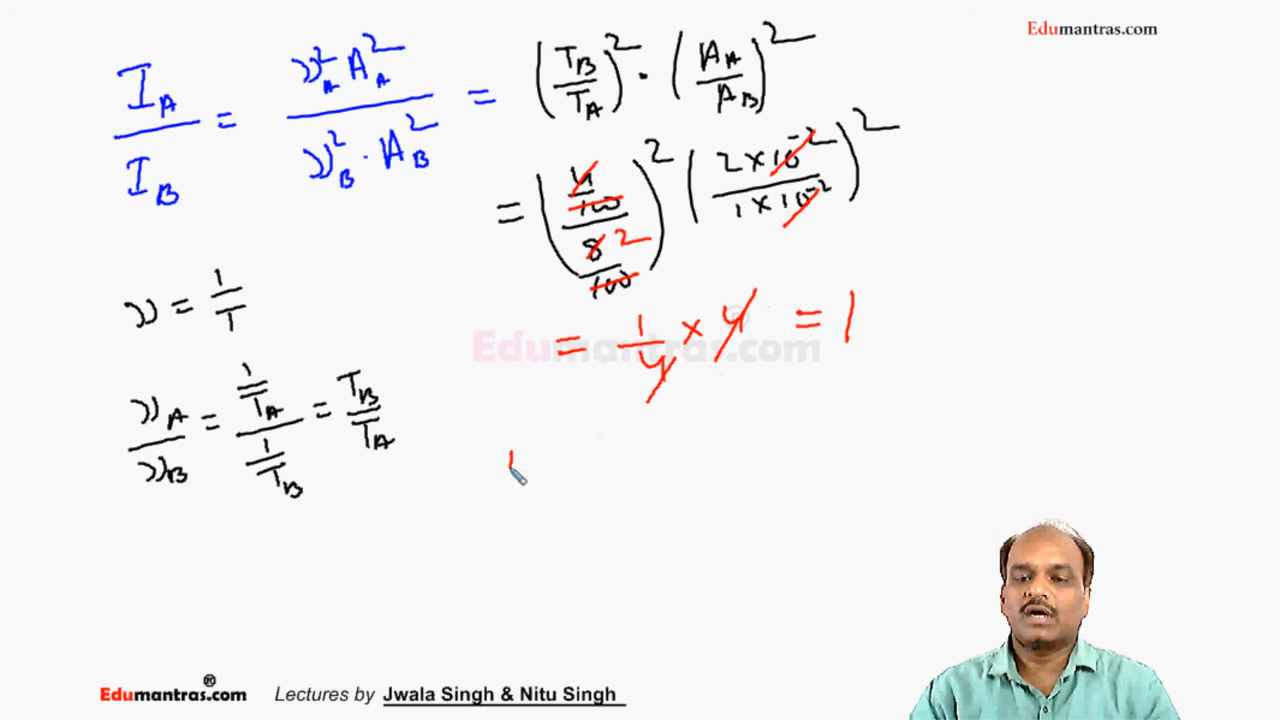 Edumantras.com
I_A / I_B = ν_A² A_A² / ν_B² · A_B² = (T_B / T_A)² · (A_A / A_B)²
= (4/100 / 8/100)² (2 × 10⁻² / 1 × 10⁻²)²
2
ν = 1/T
= 1/4 × 4 = 1
Edumantras.com
ν_A / ν_B = 1/T_A / 1/T_B = T_B / T_A
Edumantras.com Lectures by Jwala Singh & Nitu Singh